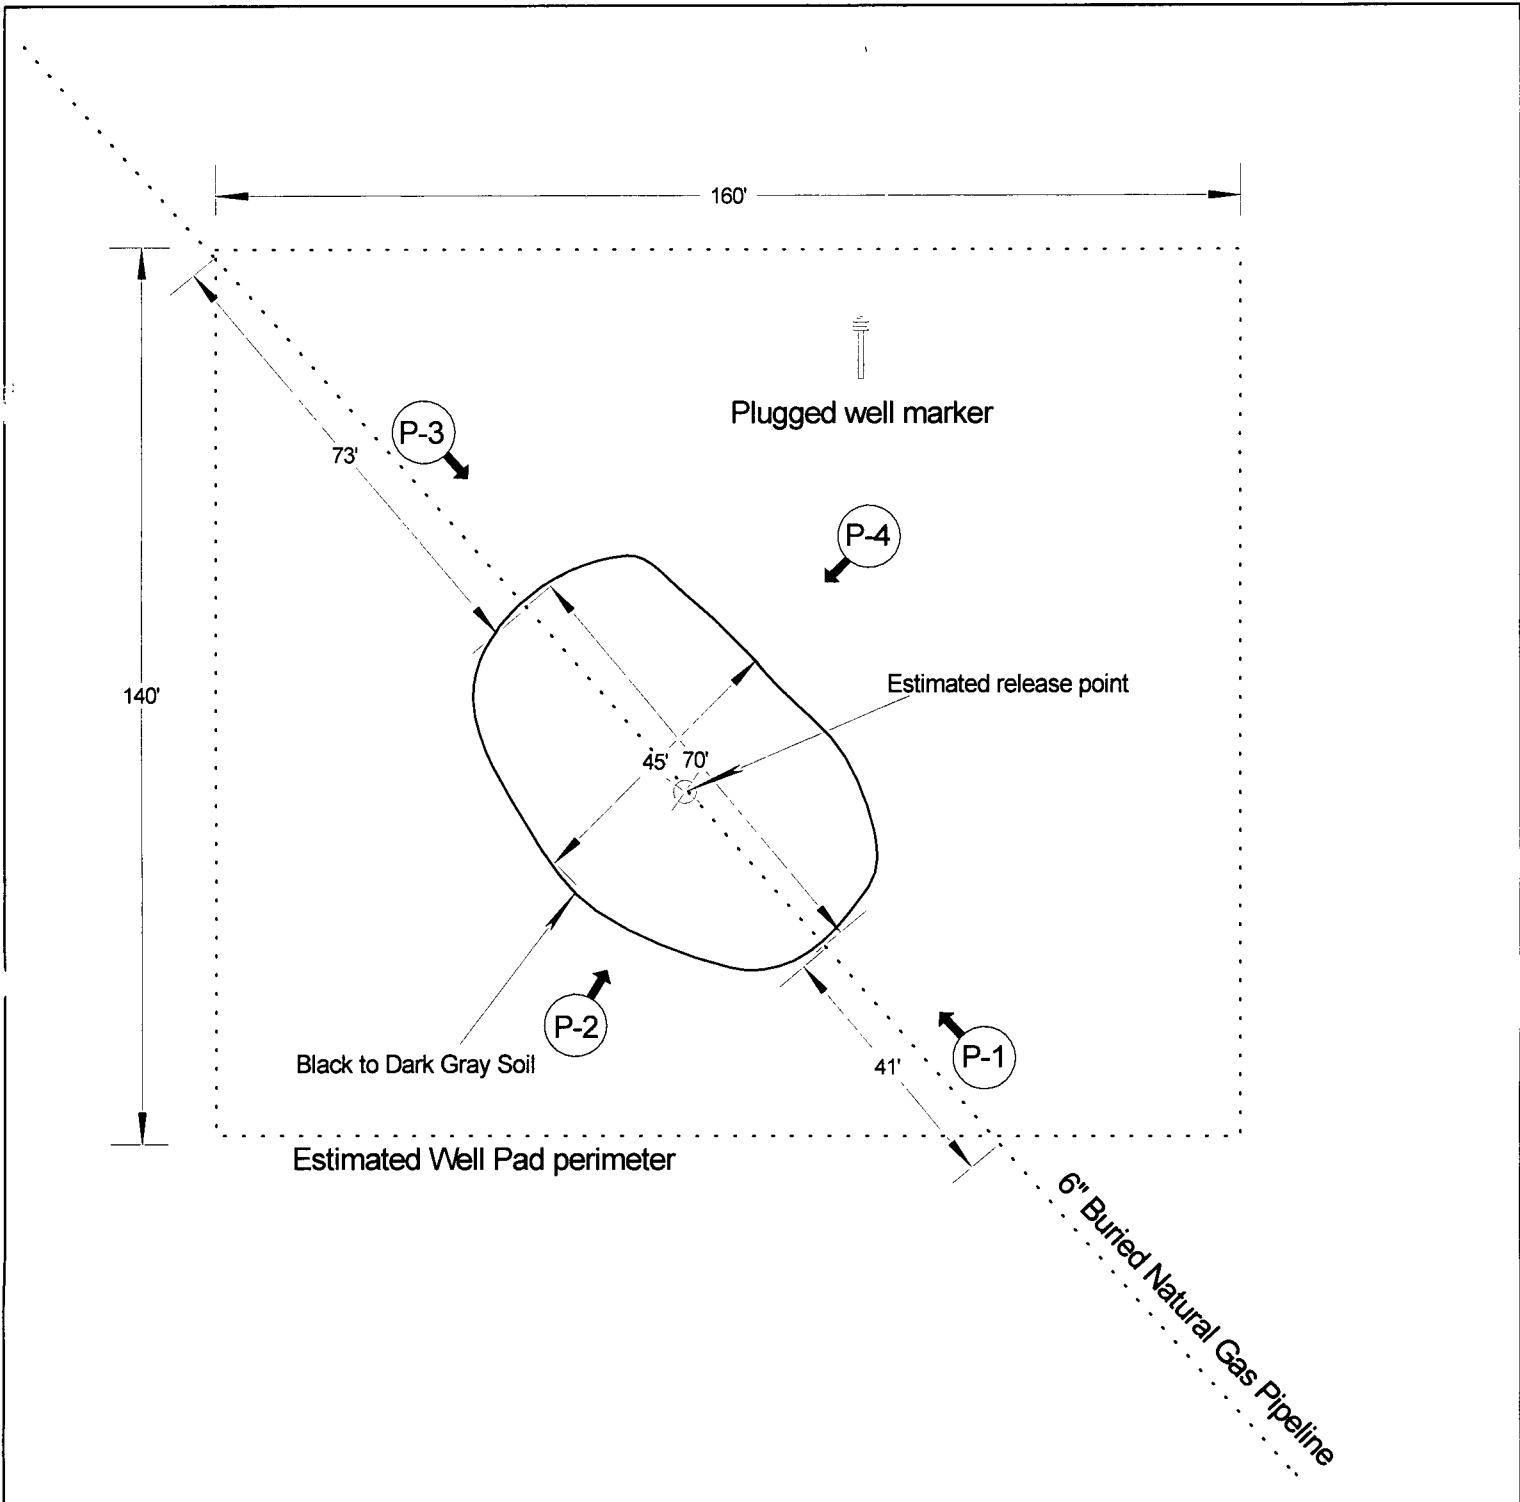 160'
Plugged well marker
P-3
73'
P-4
140'
Estimated release point
45' 70'
P-2
P-1
Black to Dark Gray Soil
41'
Estimated Well Pad perimeter
6" Buried Natural Gas Pipeline